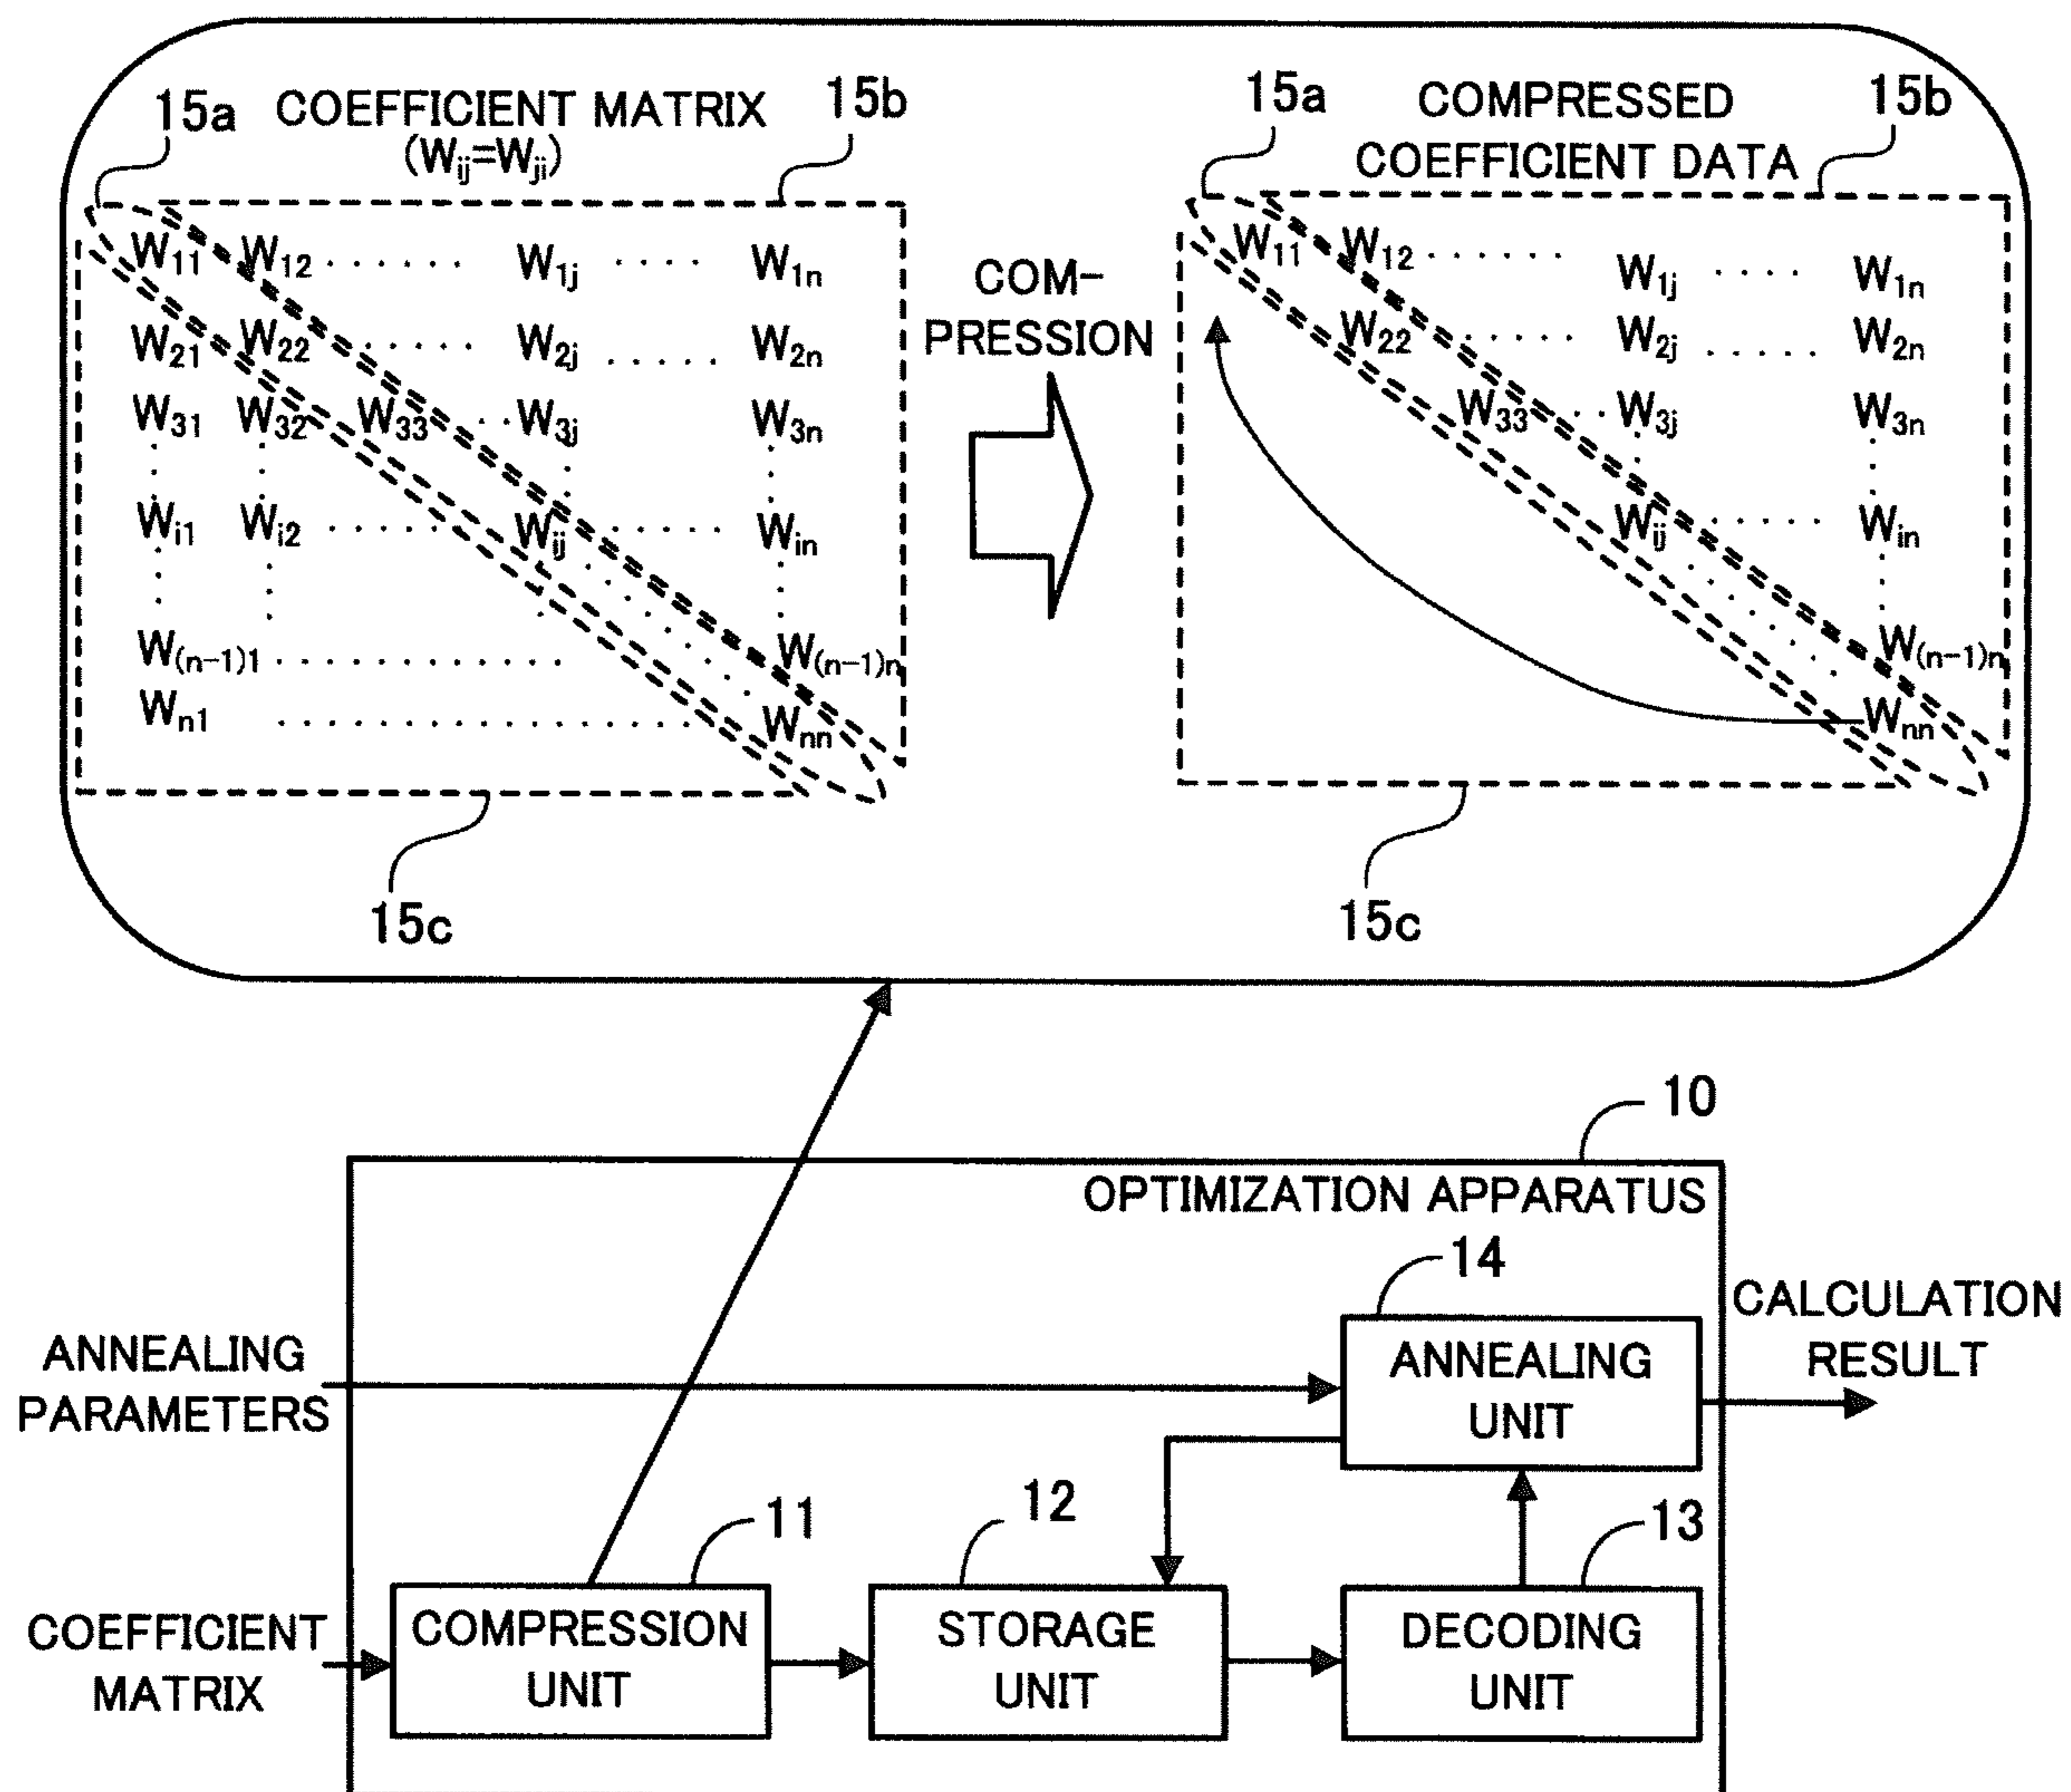 15a COEFFICIENT MATRIX 15b
(Wij=Wji)
W11 W12 ...... W1j .... W1n
W21 W22 ...... W2j ..... W2n
W31 W32 W33 .. W3j W3n
Wi1 Wi2 ...... Wij ..... Win
W(n-1)1 ............. W(n-1)n
Wn1 .................. Wnn
15c
COM-
PRESSION
15a COMPRESSED 15b
COEFFICIENT DATA
W11 W12 ...... W1j .... W1n
W22 ..... W2j ..... W2n
W33 .. W3j W3n
Wij ..... Win
W(n-1)n
Wnn
15c
10
OPTIMIZATION APPARATUS
14
ANNEALING
UNIT
CALCULATION
RESULT
ANNEALING
PARAMETERS
11
COMPRESSION
UNIT
12
STORAGE
UNIT
13
DECODING
UNIT
COEFFICIENT
MATRIX